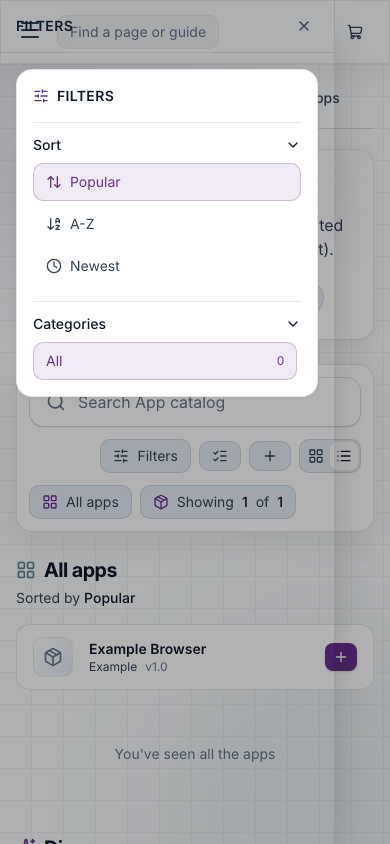 FILTERS
Find a page or guide
FILTERS
Sort
Popular
A-Z
Newest
Categories
All 0
Search App catalog
Filters
All apps
Showing 1 of 1
All apps
Sorted by Popular
Example Browser
Example v1.0
You've seen all the apps